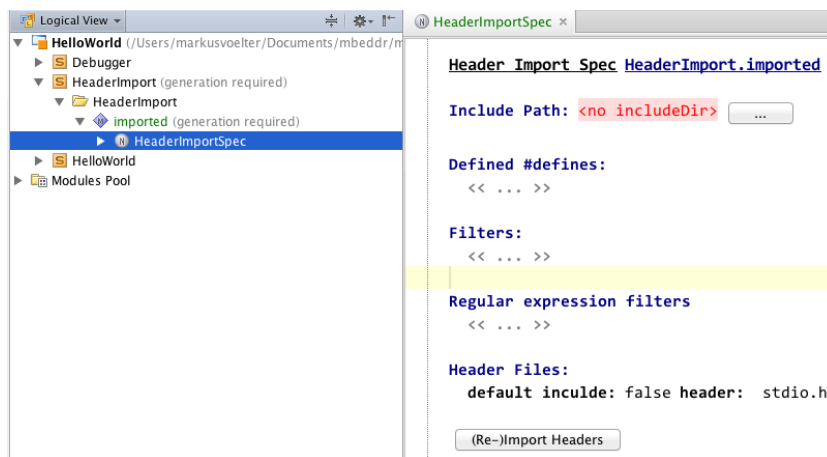 Logical View
HelloWorld (/Users/markusvoelter/Documents/mbeddr/m
S Debugger
S HeaderImport (generation required)
HeaderImport
M imported (generation required)
N HeaderImportSpec
S HelloWorld
Modules Pool
N HeaderImportSpec ×
Header Import Spec HeaderImport.imported
Include Path: <no includeDir> ...
Defined #defines:
<< ... >>
Filters:
<< ... >>
Regular expression filters
<< ... >>
Header Files:
default inculde: false header: stdio.h
(Re-)Import Headers